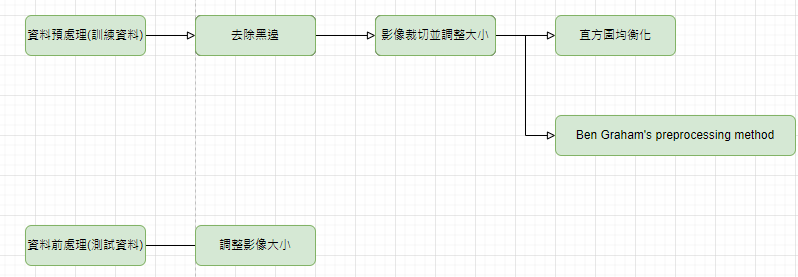 資料預處理(訓練資料)
去除黑邊
影像裁切並調整大小
直方圖均衡化
Ben Graham's preprocessing method
資料前處理(測試資料)
調整影像大小